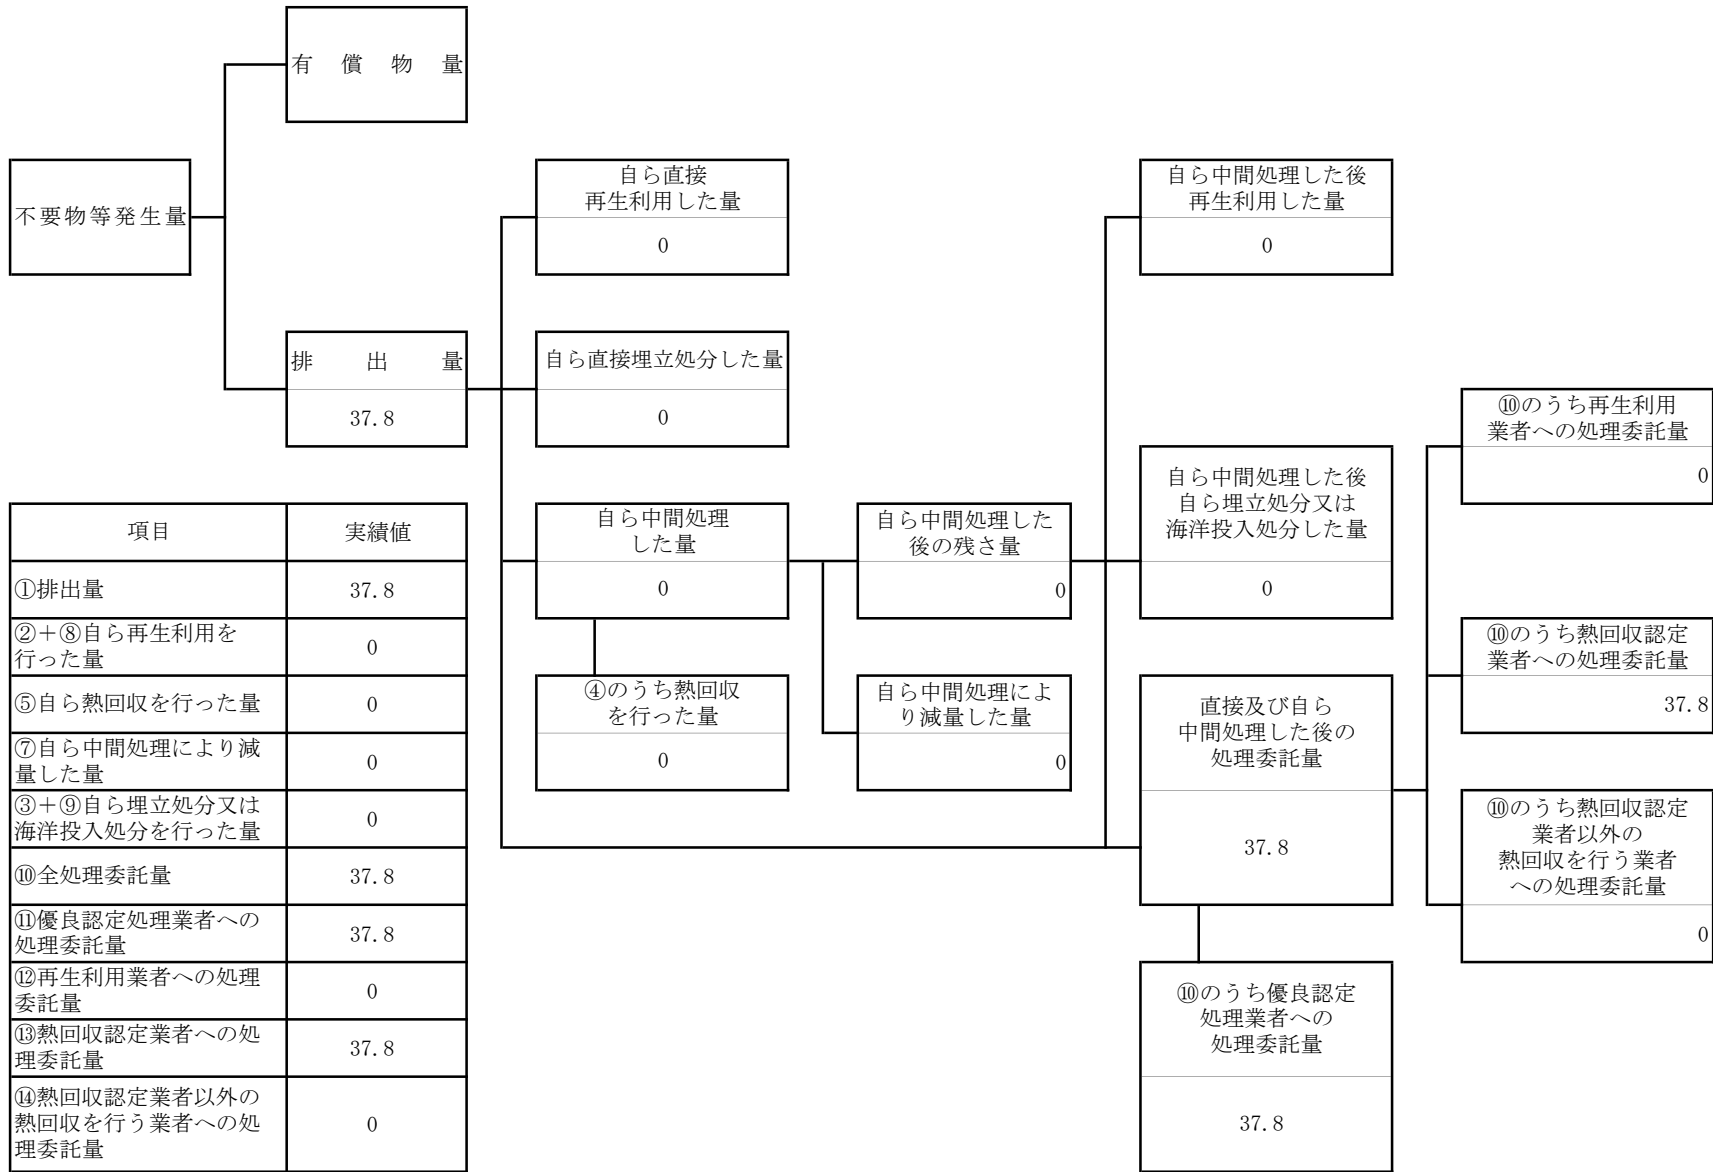 有償物量
不要物等発生量
自ら直接
再生利用した量
0
自ら中間処理した後
再生利用した量
0
排出量
37.8
自ら直接埋立処分した量
0
⑩のうち再生利用
業者への処理委託量
0
自ら中間処理
した量
0
自ら中間処理した
後の残さ量
0
自ら中間処理した後
自ら埋立処分又は
海洋投入処分した量
0
④のうち熱回収
を行った量
0
自ら中間処理によ
り減量した量
0
⑩のうち熱回収認定
業者への処理委託量
37.8
直接及び自ら
中間処理した後の
処理委託量
37.8
⑩のうち熱回収認定
業者以外の
熱回収を行う業者
への処理委託量
0
⑩のうち優良認定
処理業者への
処理委託量
37.8
項目 実績値
①排出量 37.8
②+⑧自ら再生利用を
行った量 0
⑤自ら熱回収を行った量 0
⑦自ら中間処理により減
量した量 0
③+⑨自ら埋立処分又は
海洋投入処分を行った量 0
⑩全処理委託量 37.8
⑪優良認定処理業者への
処理委託量 37.8
⑫再生利用業者への処理
委託量 0
⑬熱回収認定業者への処
理委託量 37.8
⑭熱回収認定業者以外の
熱回収を行う業者への処
理委託量 0